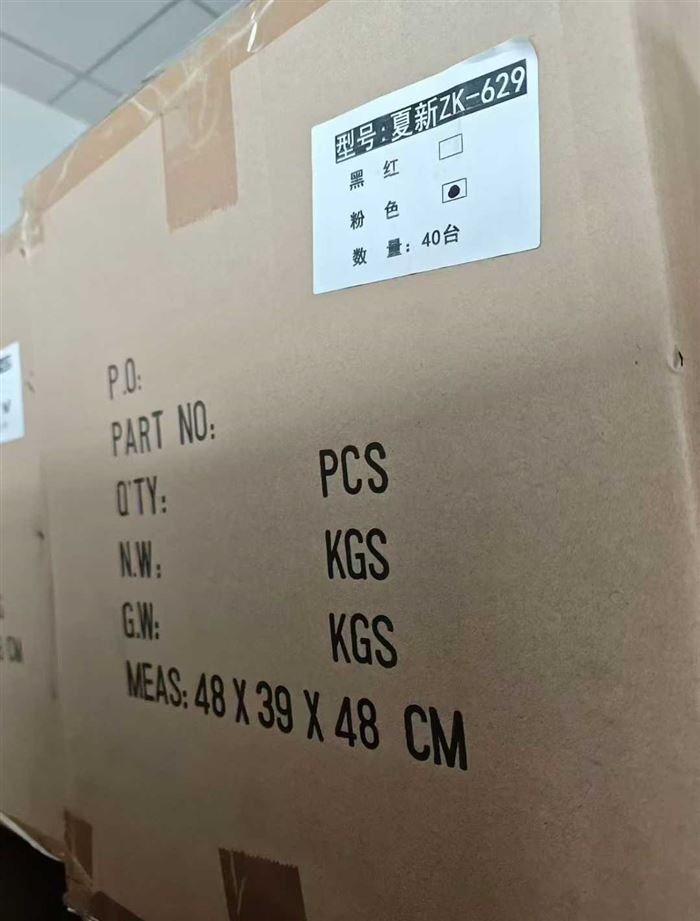 型号:夏新ZK-629
黑 红
粉 色
数 量: 40台
P.O:
PART NO:
Q'TY: PCS
N.W: KGS
G.W: KGS
MEAS: 48 X 39 X 48 CM
CM